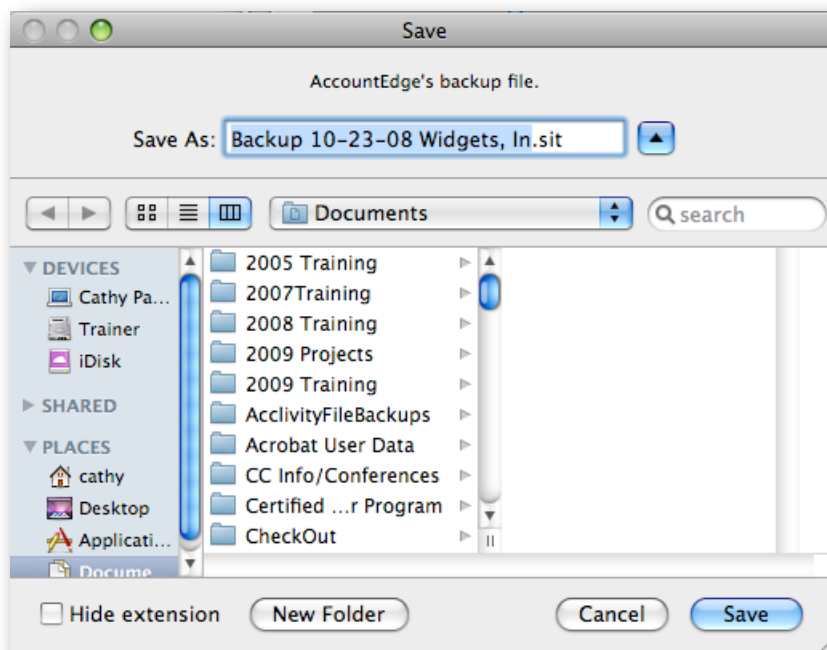 Save
AccountEdge's backup file.
Save As: Backup 10-23-08 Widgets, In.sit
Documents
search
DEVICES
Cathy Pa...
Trainer
iDisk
SHARED
PLACES
cathy
Desktop
Applicati...
Docume...
2005 Training
2007Training
2008 Training
2009 Projects
2009 Training
AcclivityFileBackups
Acrobat User Data
CC Info/Conferences
Certified ...r Program
CheckOut
Hide extension
New Folder
Cancel
Save